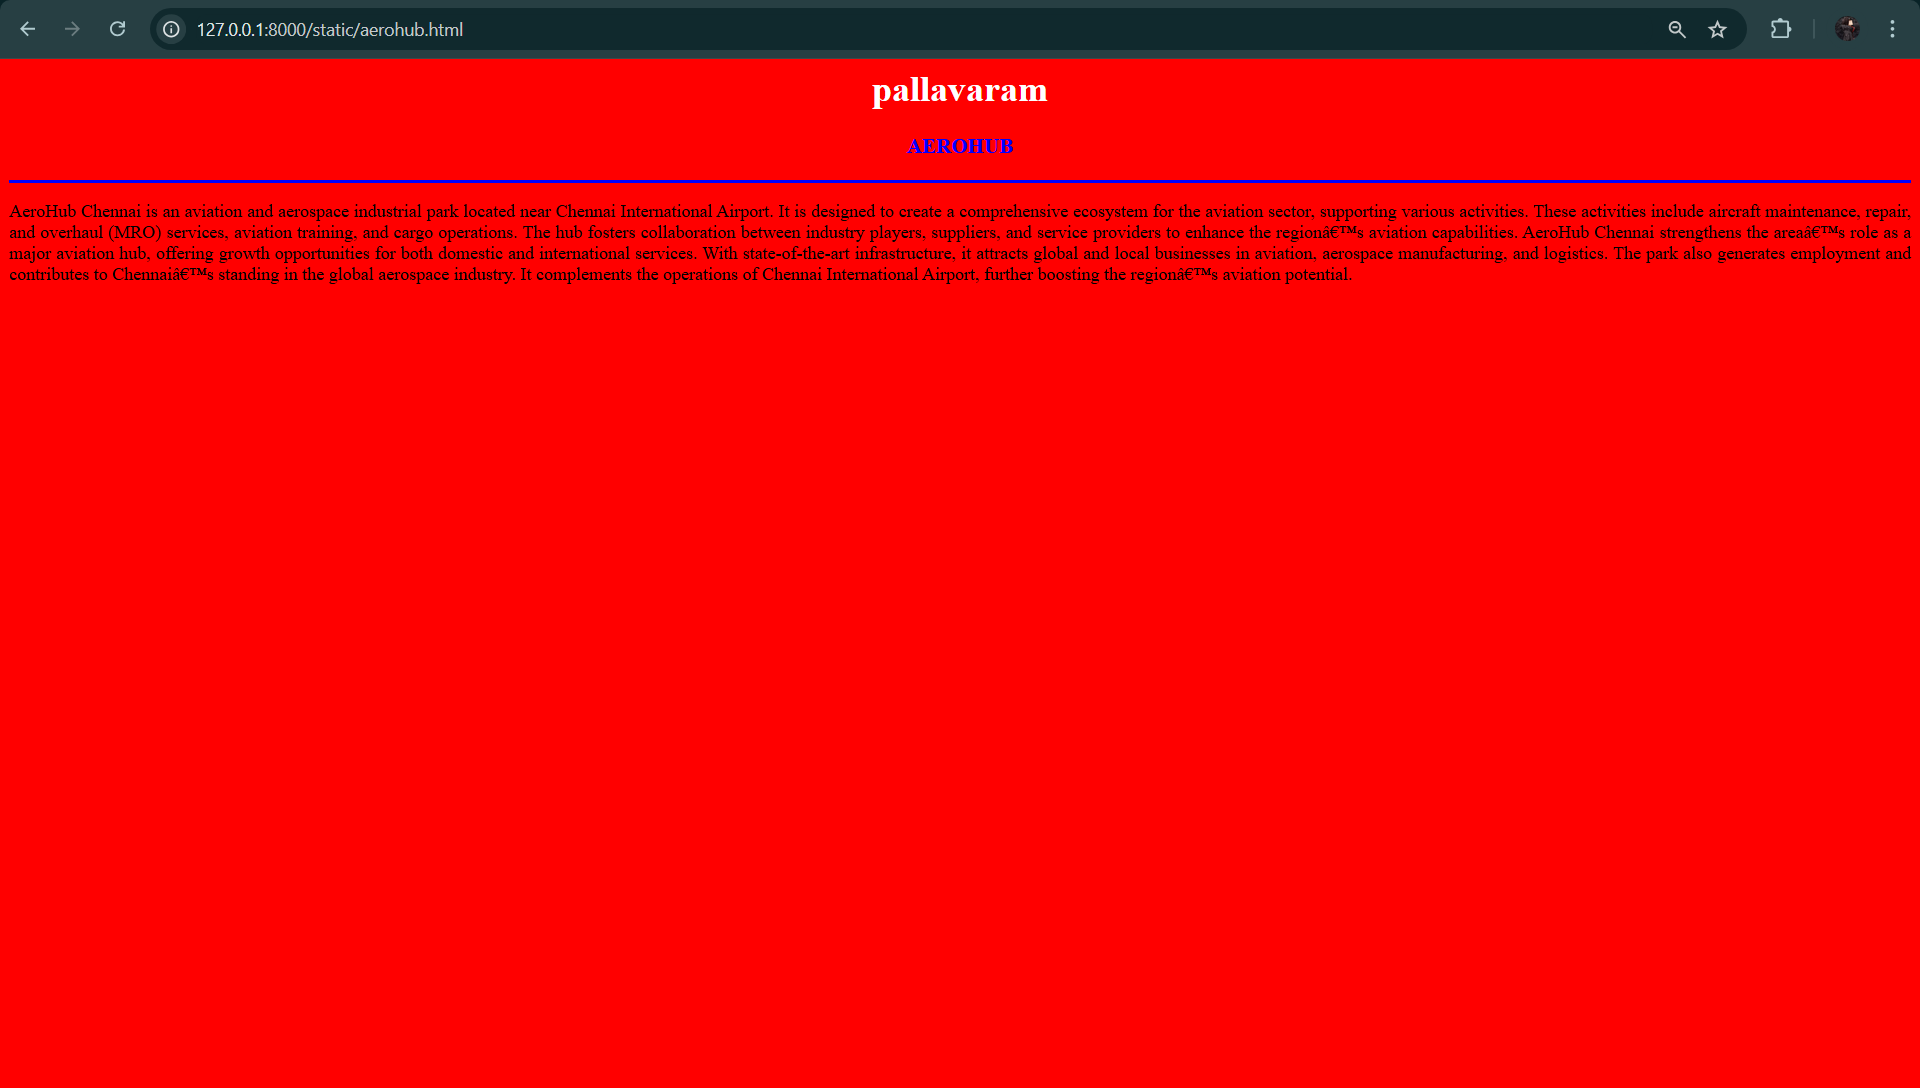 127.0.0.1:8000/static/aerohub.html
pallavaram
AEROHUB
AeroHub Chennai is an aviation and aerospace industrial park located near Chennai International Airport. It is designed to create a comprehensive ecosystem for the aviation sector, supporting various activities. These activities include aircraft maintenance, repair,
and overhaul (MRO) services, aviation training, and cargo operations. The hub fosters collaboration between industry players, suppliers, and service providers to enhance the regionâ€™s aviation capabilities. AeroHub Chennai strengthens the areaâ€™s role as a
major aviation hub, offering growth opportunities for both domestic and international services. With state-of-the-art infrastructure, it attracts global and local businesses in aviation, aerospace manufacturing, and logistics. The park also generates employment and
contributes to Chennaiâ€™s standing in the global aerospace industry. It complements the operations of Chennai International Airport, further boosting the regionâ€™s aviation potential.